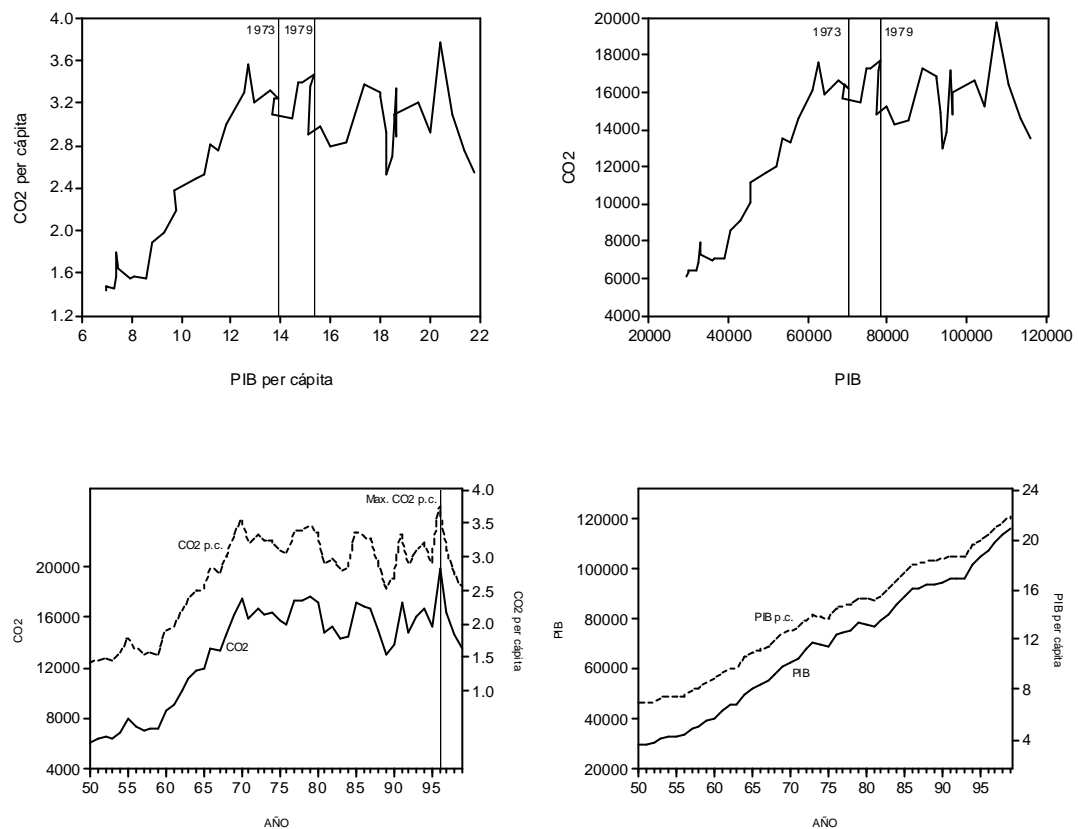 4.0
3.6
3.2
2.8
2.4
2.0
1.6
1.2
CO2 per cápita
1973 1979
6 8 10 12 14 16 18 20 22
PIB per cápita
20000
18000
16000
14000
12000
10000
8000
6000
4000
CO2
1973 1979
20000 40000 60000 80000 100000 120000
PIB
20000
16000
12000
8000
4000
CO2
Max. CO2 p.c.
CO2 p.c.
CO2
4.0
3.5
3.0
2.5
2.0
1.5
1.0
CO2 per cápita
50 55 60 65 70 75 80 85 90 95
AÑO
120000
100000
80000
60000
40000
20000
PIB
PIB p.c.
PIB
24
20
16
12
8
4
PIB per cápita
50 55 60 65 70 75 80 85 90 95
AÑO